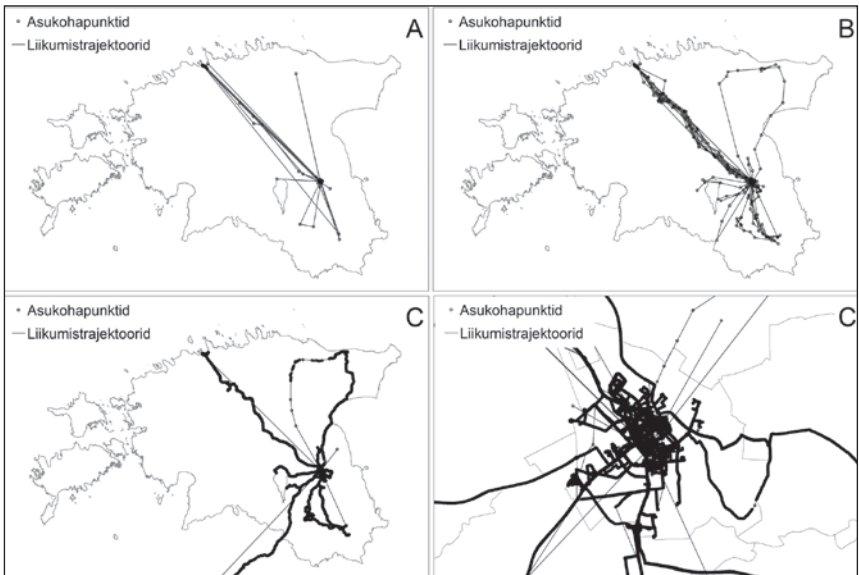 Asukohapunktid
Liikumistrajektoorid
A
Asukohapunktid
Liikumistrajektoorid
B
Asukohapunktid
Liikumistrajektoorid
C
Asukohapunktid
Liikumistrajektoorid
C